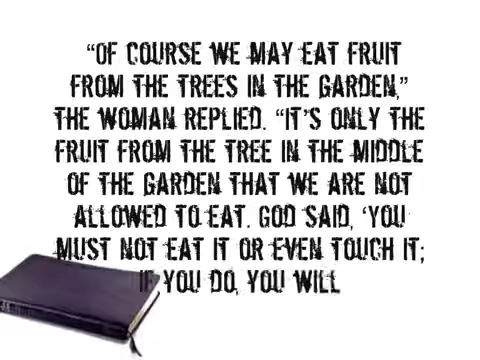 “OF COURSE WE MAY EAT FRUIT
FROM THE TREES IN THE GARDEN,”
THE WOMAN REPLIED. “IT’S ONLY THE
FRUIT FROM THE TREE IN THE MIDDLE
OF THE GARDEN THAT WE ARE NOT
ALLOWED TO EAT. GOD SAID, ‘YOU
MUST NOT EAT IT OR EVEN TOUCH IT;
IF YOU DO, YOU WILL